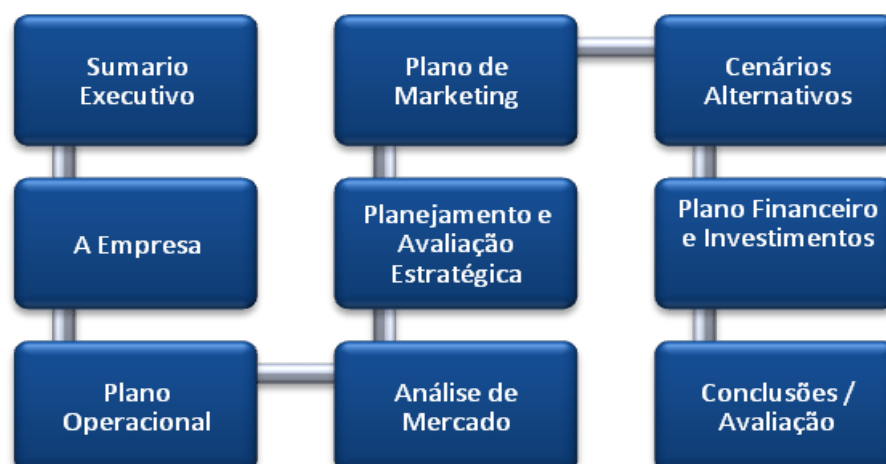 Sumario
Executivo
A Empresa
Plano
Operacional
Análise de
Mercado
Planejamento e
Avaliação
Estratégica
Plano de
Marketing
Cenários
Alternativos
Plano Financeiro
e Investimentos
Conclusões /
Avaliação